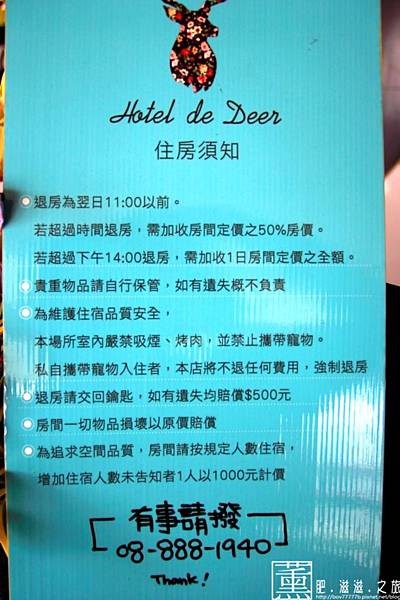 Hotel de Deer
住房須知
退房為翌日11:00以前。
若超過時間退房，需加收房間定價之50%房價。
若超過下午14:00退房，需加收1日房間定價之全額。
貴重物品請自行保管，如有遺失概不負責
為維護住宿品質安全，
本場所室內嚴禁吸煙、烤肉，並禁止攜帶寵物。
私自攜帶寵物入住者，本店將不退任何費用，強制退房
退房請交回鑰匙，如有遺失均賠償$500元
房間一切物品損壞以原價賠償
為追求空間品質，房間請按規定人數住宿，
增加住宿人數未告知者1人以1000元計價
有事請撥
08-888-1940
Thank!
薰 肥.滋滋.之旅